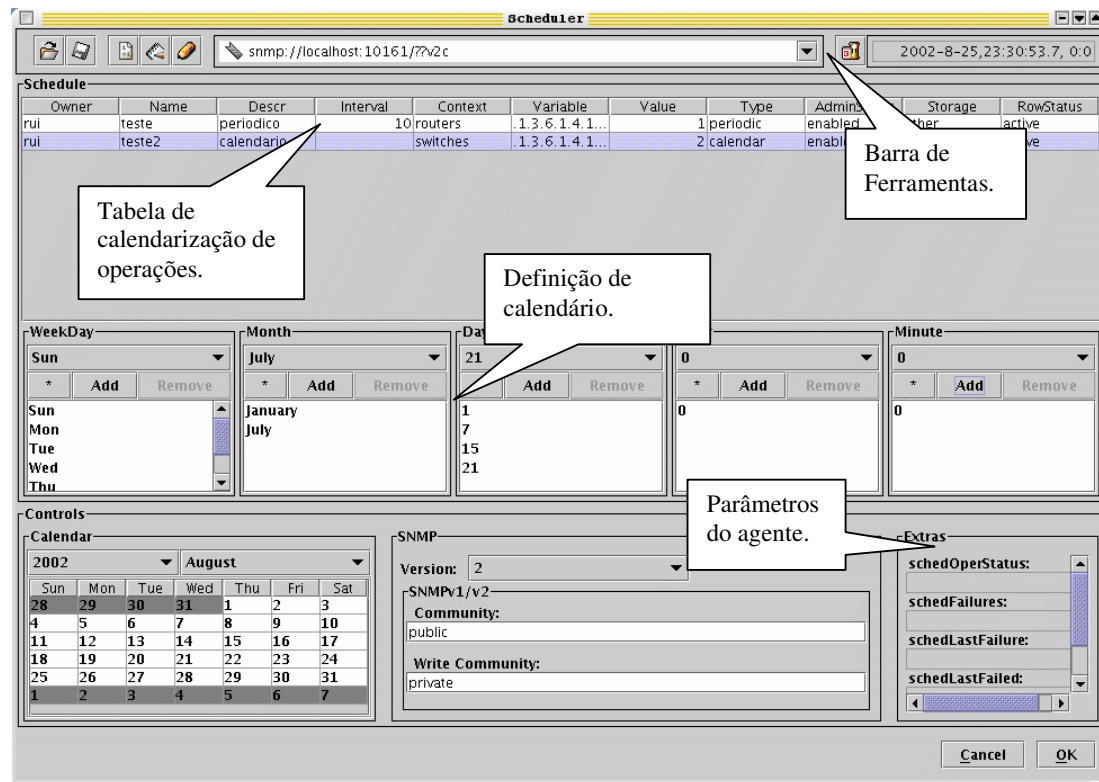 Scheduler
snmp://localhost:10161/??v2c
2002-8-25,23:30:53.7, 0:0
Schedule
Owner Name Descr Interval Context Variable Value Type Storage RowStatus
rui teste periodico 10 routers .1.3.6.1.4.1... 1 periodic enabled active
rui teste2 calendario switches .1.3.6.1.4.1... 2 calendar
Barra de
Ferramentas.
Tabela de
calendarização de
operações.
Definição de
calendário.
WeekDay Month Minute
Sun July 21 0 0
* Add Remove * Add Remove Add Remove * Add Remove * Add Remove
Sun January 1 0 0
Mon July 7
Tue 15
Wed 21
Thu
Parâmetros
do agente.
Controls
Calendar SNMP Extras
2002 August
Version: 2
schedOperStatus:
Sun Mon Tue Wed Thu Fri Sat
SNMPv1/v2
28 29 30 31 1 2 3
Community:
schedFailures:
4 5 6 7 8 9 10
public
11 12 13 14 15 16 17
schedLastFailure:
18 19 20 21 22 23 24
Write Community:
25 26 27 28 29 30 31
private
schedLastFailed:
1 2 3 4 5 6 7
Cancel OK